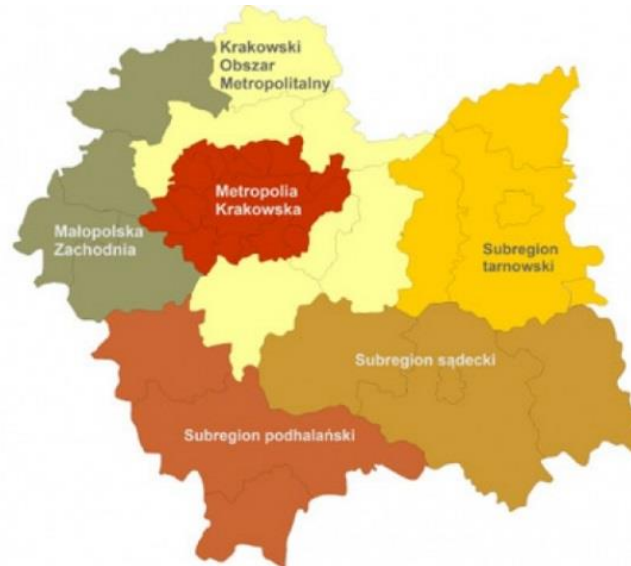 Krakowski
Obszar
Metropolitalny
Metropolia
Krakowska
Małopolska
Zachodnia
Subregion
tarnowski
Subregion sądecki
Subregion podhalański